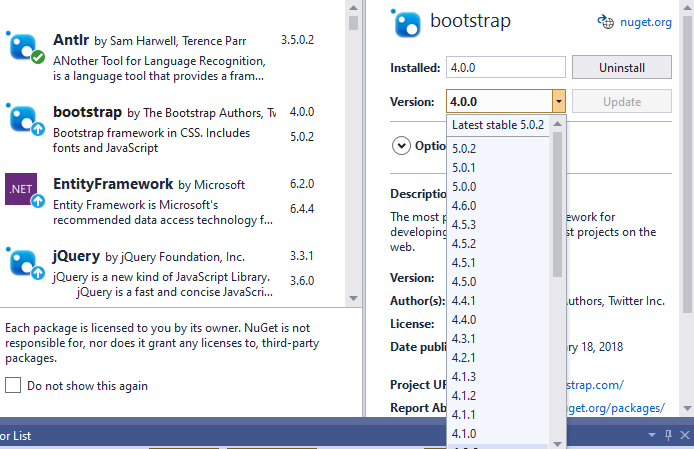 Antlr by Sam Harwell, Terence Parr 3.5.0.2
ANother Tool for Language Recognition,
is a language tool that provides a fram...
bootstrap by The Bootstrap Authors, Tw 4.0.0
Bootstrap framework in CSS. Includes 5.0.2
fonts and JavaScript
.NET
EntityFramework by Microsoft 6.2.0
Entity Framework is Microsoft's 6.4.4
recommended data access technology f...
jQuery by jQuery Foundation, Inc. 3.3.1
jQuery is a new kind of JavaScript Library. 3.6.0
jQuery is a fast and concise JavaScri...
Each package is licensed to you by its owner. NuGet is not
responsible for, nor does it grant any licenses to, third-party
packages.
Do not show this again
or List
bootstrap nuget.org
Installed: 4.0.0 Uninstall
Version: 4.0.0 Update
Latest stable 5.0.2
5.0.2
5.0.1
5.0.0
4.6.0
4.5.3
4.5.2
4.5.1
4.5.0
4.4.1
4.4.0
4.3.1
4.2.1
4.1.3
4.1.2
4.1.1
4.1.0
Optio
Descriptio
The most p ework for
developing st projects on the
web.
Version:
Author(s): Authors, Twitter Inc.
License:
Date publi ry 18, 2018
Project UR strap.com/
Report Ab uget.org/packages/